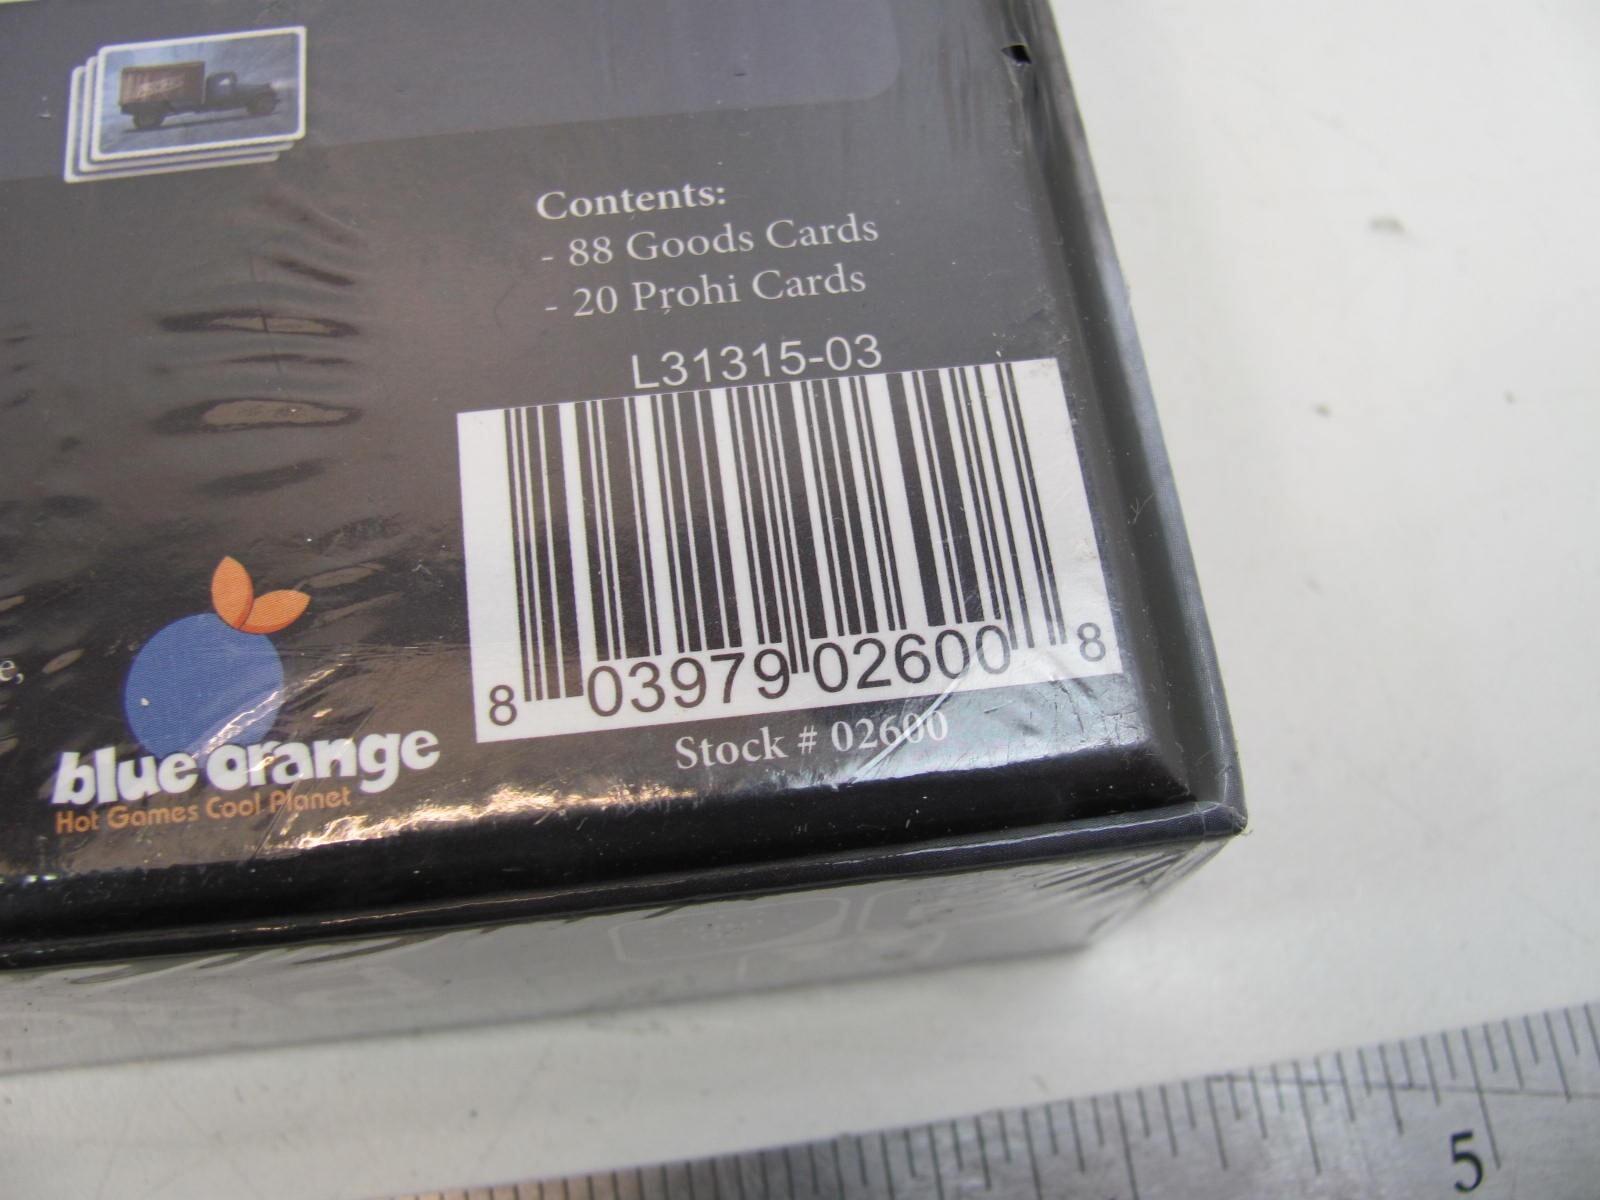 Contents:
- 88 Goods Cards
- 20 Prohi Cards
L31315-03
8 03979 02600 8
Stock # 02600
e,
blue orange
Hot Games Cool Planet
5